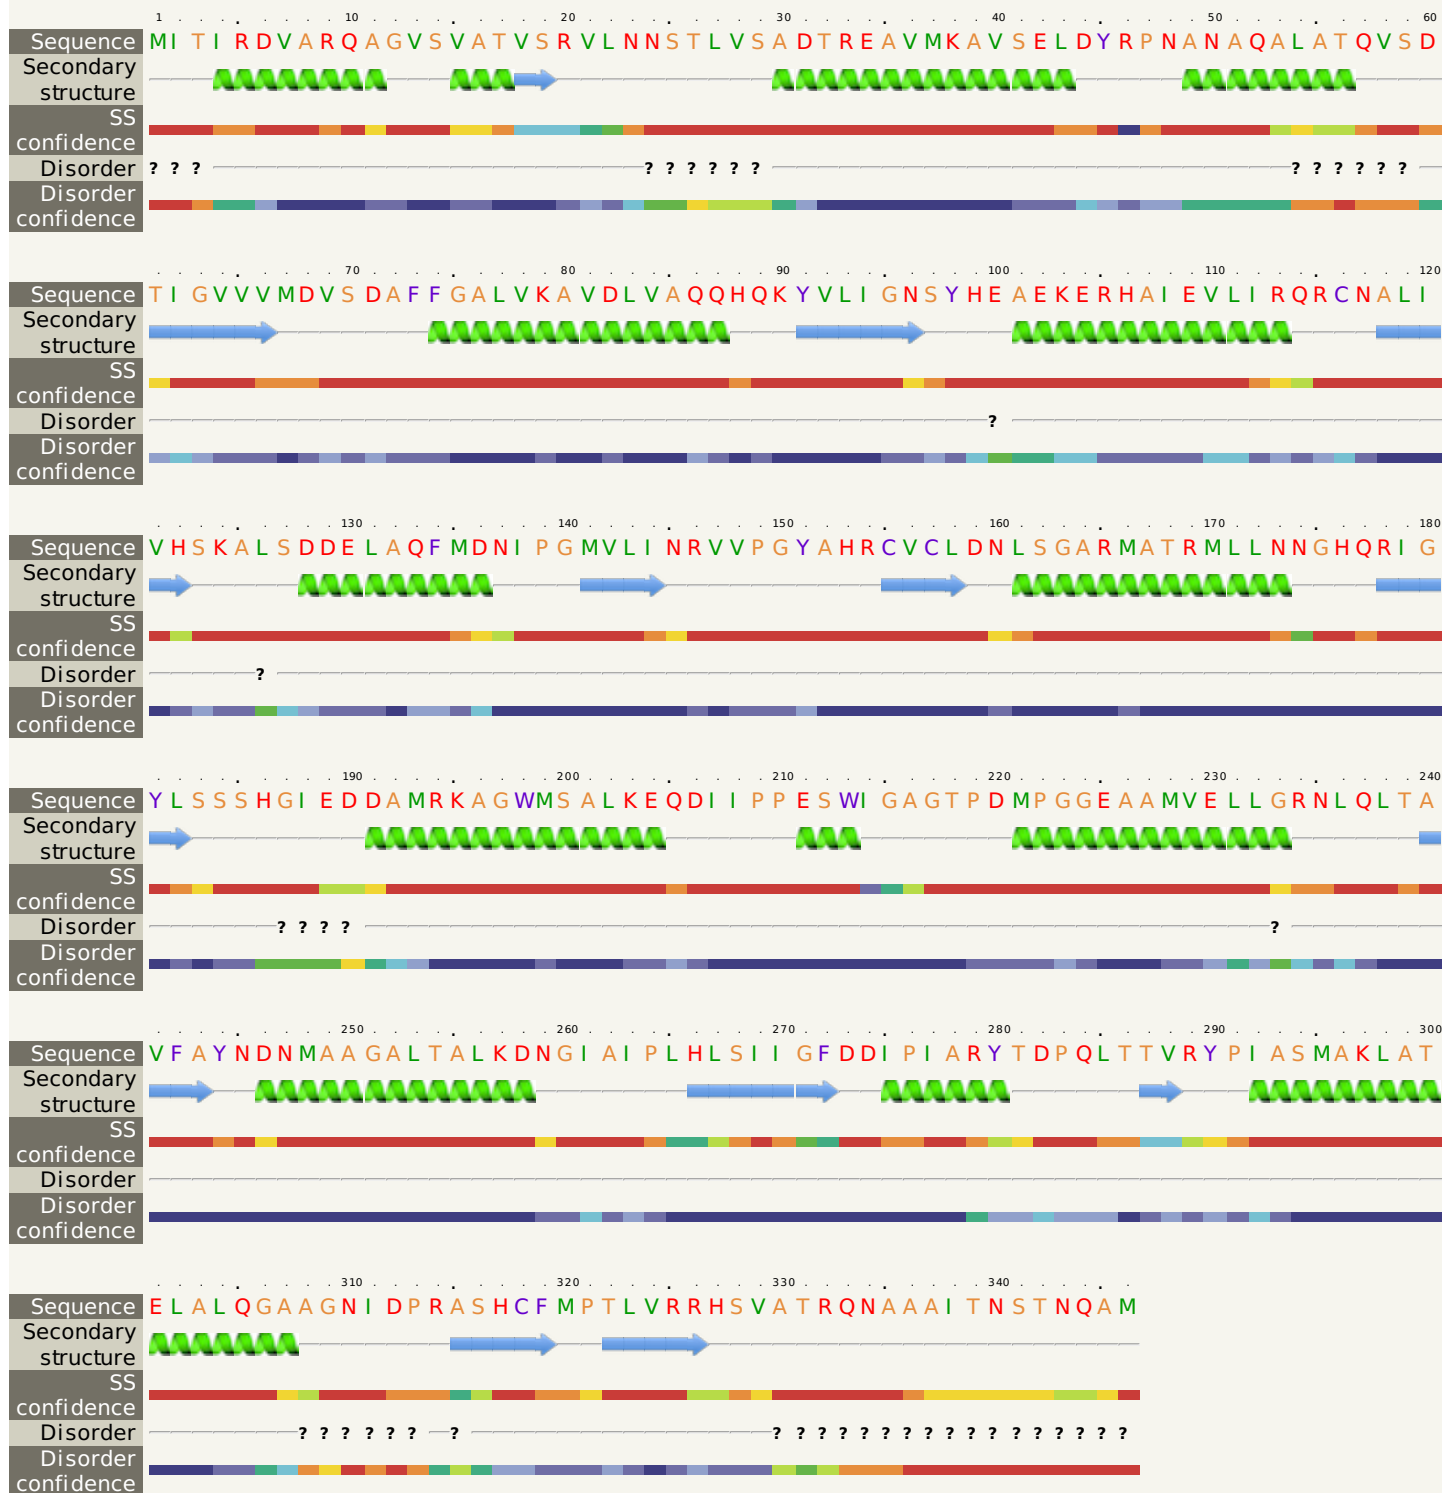 1 10 20 30 40 50 60
Sequence MITIRDVARQAGVSVATVSRVLNNSTLVSADTREAVMKAVSELDYRPNANAQALATQVSD
Secondary
structure
SS
confidence
Disorder ? ? ? ? ? ? ? ? ? ? ? ? ? ? ?
Disorder
confidence
70 80 90 100 110 120
Sequence TIGVVVMDVSDAFFGALVKAVDLVAQQHQKYVLIGNSYHEAEKERHAIEVLIRQRCNALI
Secondary
structure
SS
confidence
Disorder ?
Disorder
confidence
130 140 150 160 170 180
Sequence VHSKALSDDELAQFMDNIPGMVLINRVVPGYAHRCVCLDNLSGARMATRMLLNNGHQRIG
Secondary
structure
SS
confidence
Disorder ?
Disorder
confidence
190 200 210 220 230 240
Sequence YLSSSHGIEDDAMRKAGWMSALKEQDIIPPESWIGAGTPDMPGGEAAMVELLGRNLQLTA
Secondary
structure
SS
confidence
Disorder ? ? ? ? ?
Disorder
confidence
250 260 270 280 290 300
Sequence VFAYNDNMAAGALTALKDNGIAIPLHLSIIGFDDIPIARYTDPQLTTVRYPIASMAKLAT
Secondary
structure
SS
confidence
Disorder
Disorder
confidence
310 320 330 340
Sequence ELALQGAAGNIDPRASHCFMPTLVRRHSVATRQNAAAITNSTNQAM
Secondary
structure
SS
confidence
Disorder ? ? ? ? ? ? ? ? ? ? ? ? ? ? ? ? ? ? ? ? ? ? ? ?
Disorder
confidence